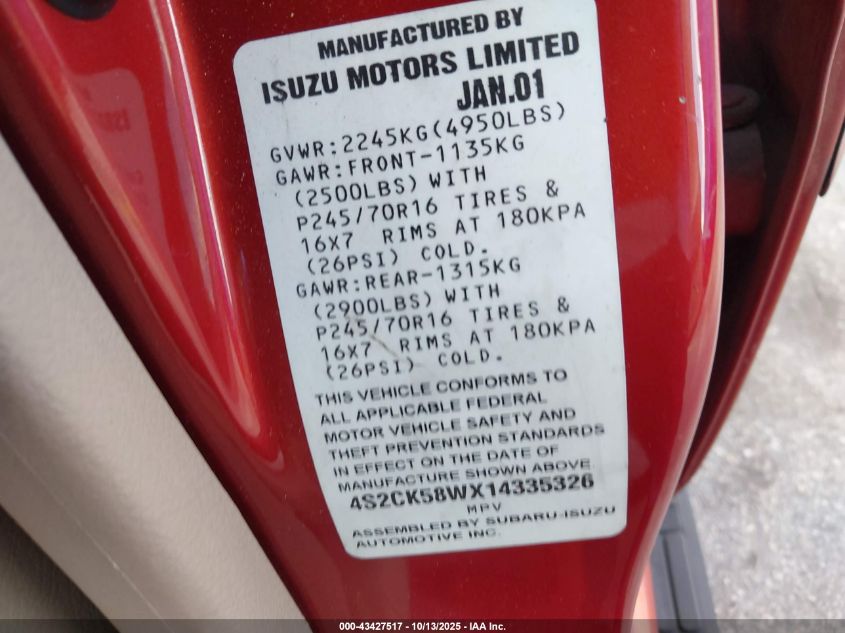 MANUFACTURED BY
ISUZU MOTORS LIMITED
JAN.01
GVWR:2245KG(4950LBS)
GAWR:FRONT-1135KG
(2500LBS) WITH
P245/70R16 TIRES &
16X7 RIMS AT 180KPA
(26PSI) COLD.
GAWR:REAR-1315KG
(2900LBS) WITH
P245/70R16 TIRES &
16X7 RIMS AT 180KPA
(26PSI) COLD.
THIS VEHICLE CONFORMS TO
ALL APPLICABLE FEDERAL
MOTOR VEHICLE SAFETY AND
THEFT PREVENTION STANDARDS
IN EFFECT ON THE DATE OF
MANUFACTURE SHOWN ABOVE.
4S2CK58WX14335326
MPV
ASSEMBLED BY SUBARU-ISUZU
AUTOMOTIVE INC.
000-43427517 - 10/13/2025 - IAA Inc.